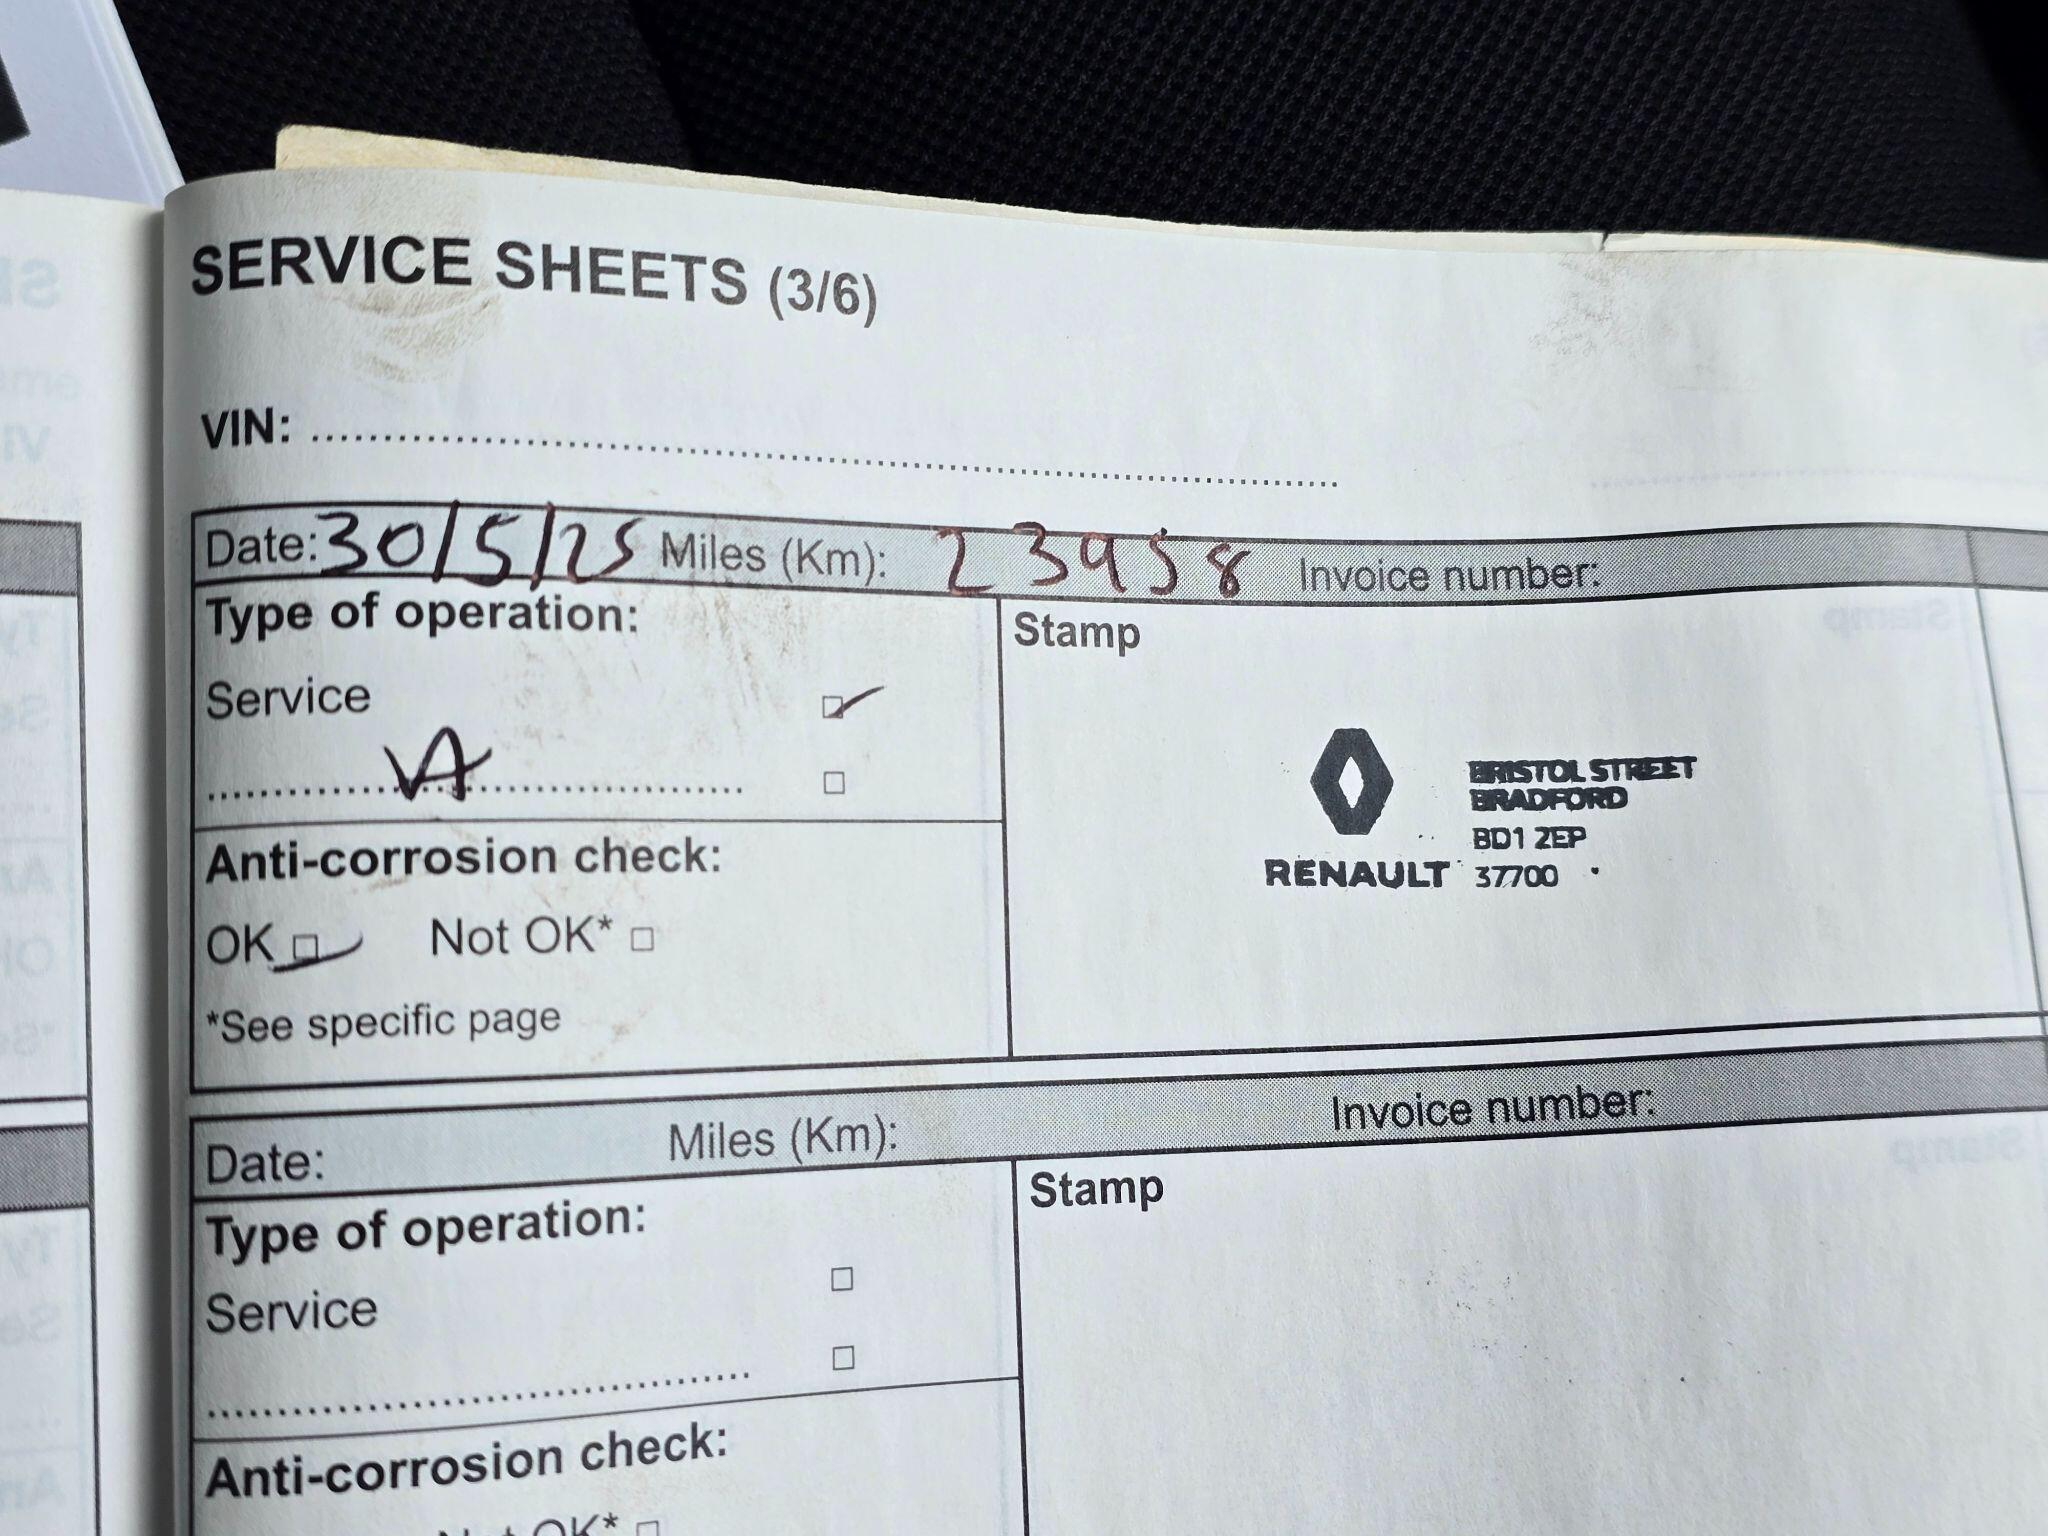 SERVICE SHEETS (3/6)
VIN:
Date: 30/5/25 Miles (Km): 23958 Invoice number:
Type of operation:
Stamp
Service
A
Anti-corrosion check:
OK Not OK*
*See specific page
BRISTOL STREET
BRADFORD
BD1 2EP
RENAULT 37700
Date: Miles (Km): Invoice number:
Type of operation:
Stamp
Service
Anti-corrosion check:
Not OK*